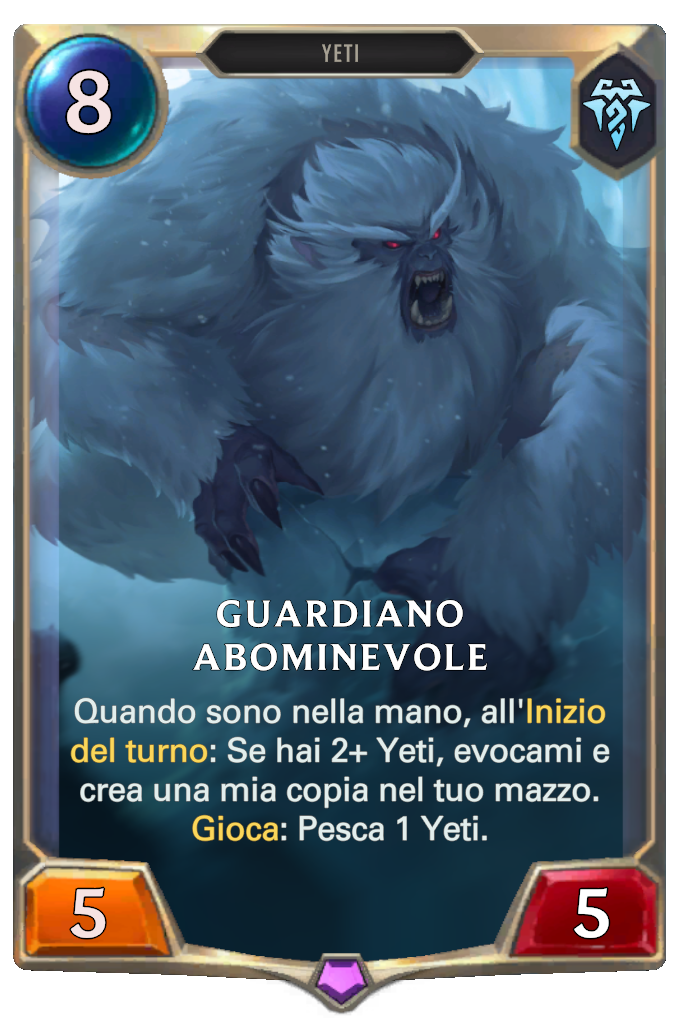 YETI
8
GUARDIANO
ABOMINEVOLE
Quando sono nella mano, all'Inizio
del turno: Se hai 2+ Yeti, evocami e
crea una mia copia nel tuo mazzo.
Gioca: Pesca 1 Yeti.
5
5